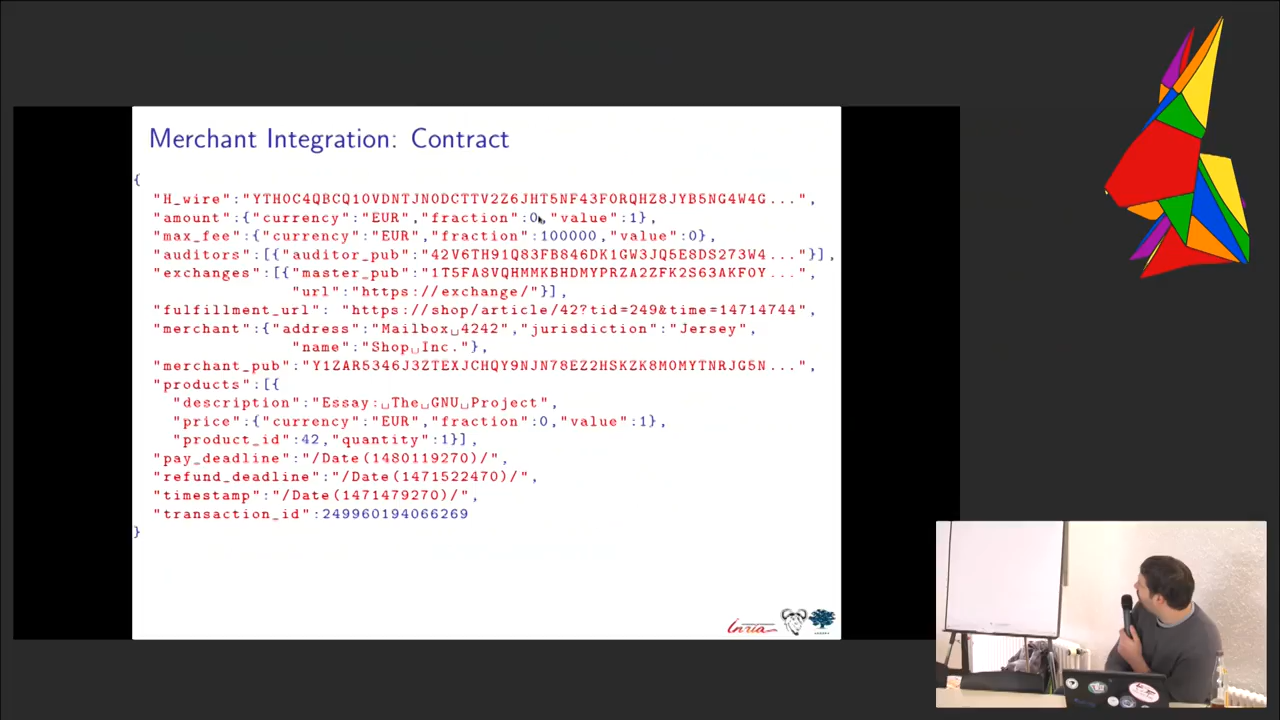 Merchant Integration: Contract
{
"H_wire":"YTH0C4QBCQ10VDNTJN0DCTTV2Z6JHT5NF43F0RQHZ8JYB5NG4W4G...",
"amount":{"currency":"EUR","fraction":0,"value":1},
"max_fee":{"currency":"EUR","fraction":100000,"value":0},
"auditors":[{"auditor_pub":"42V6TH91Q83FB846DK1GW3JQ5E8DS273W4..."}],
"exchanges":[{"master_pub":"1T5FA8VQHMMKBHDMYPRZA2ZFK2S63AKF0Y...",
"url":"https://exchange/"}],
"fulfillment_url": "https://shop/article/42?tid=249&time=14714744",
"merchant":{"address":"Mailbox␣4242","jurisdiction":"Jersey",
"name":"Shop␣Inc."},
"merchant_pub":"Y1ZAR5346J3ZTEXJCHQY9NJN78EZ2HSKZK8M0MYTNRJG5N...",
"products":[{
"description":"Essay:␣The␣GNU␣Project",
"price":{"currency":"EUR","fraction":0,"value":1},
"product_id":42,"quantity":1}],
"pay_deadline":"/Date(1480119270)/",
"refund_deadline":"/Date(1471522470)/",
"timestamp":"/Date(1471479270)/",
"transaction_id":249960194066269
}
Inria